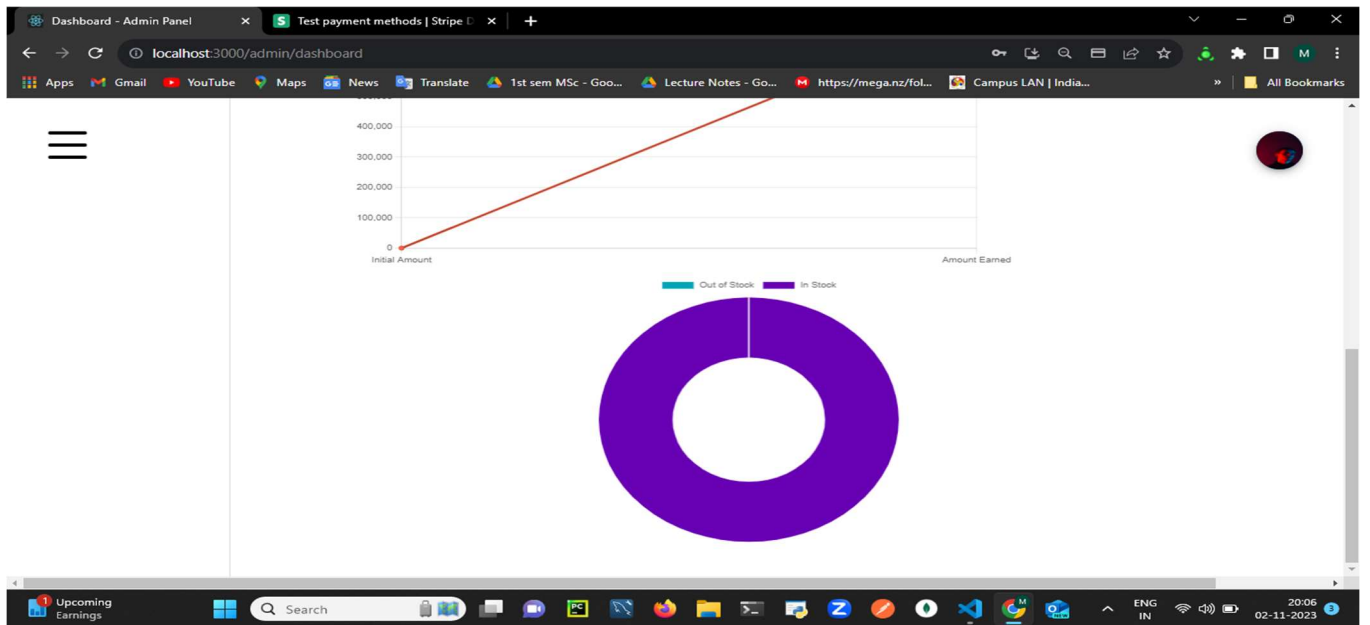 Dashboard - Admin Panel
S Test payment methods | Stripe D
localhost:3000/admin/dashboard
M
Apps Gmail YouTube Maps News Translate 1st sem MSc - Goo... Lecture Notes - Go... https://mega.nz/fol... Campus LAN | India... » All Bookmarks
400,000
300,000
200,000
100,000
0
Initial Amount Amount Earned
Out of Stock In Stock
1 Upcoming
Earnings
Search
PC
Z
M
ENG
IN
20:06
02-11-2023
3